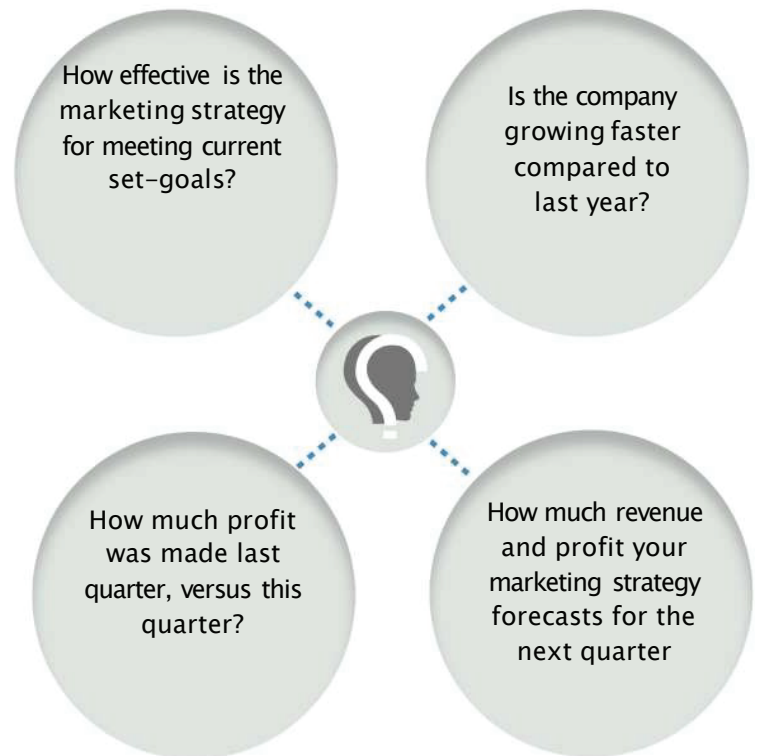 How effective is the
marketing strategy
for meeting current
set-goals?
Is the company
growing faster
compared to
last year?
How much profit
was made last
quarter, versus this
quarter?
How much revenue
and profit your
marketing strategy
forecasts for the
next quarter